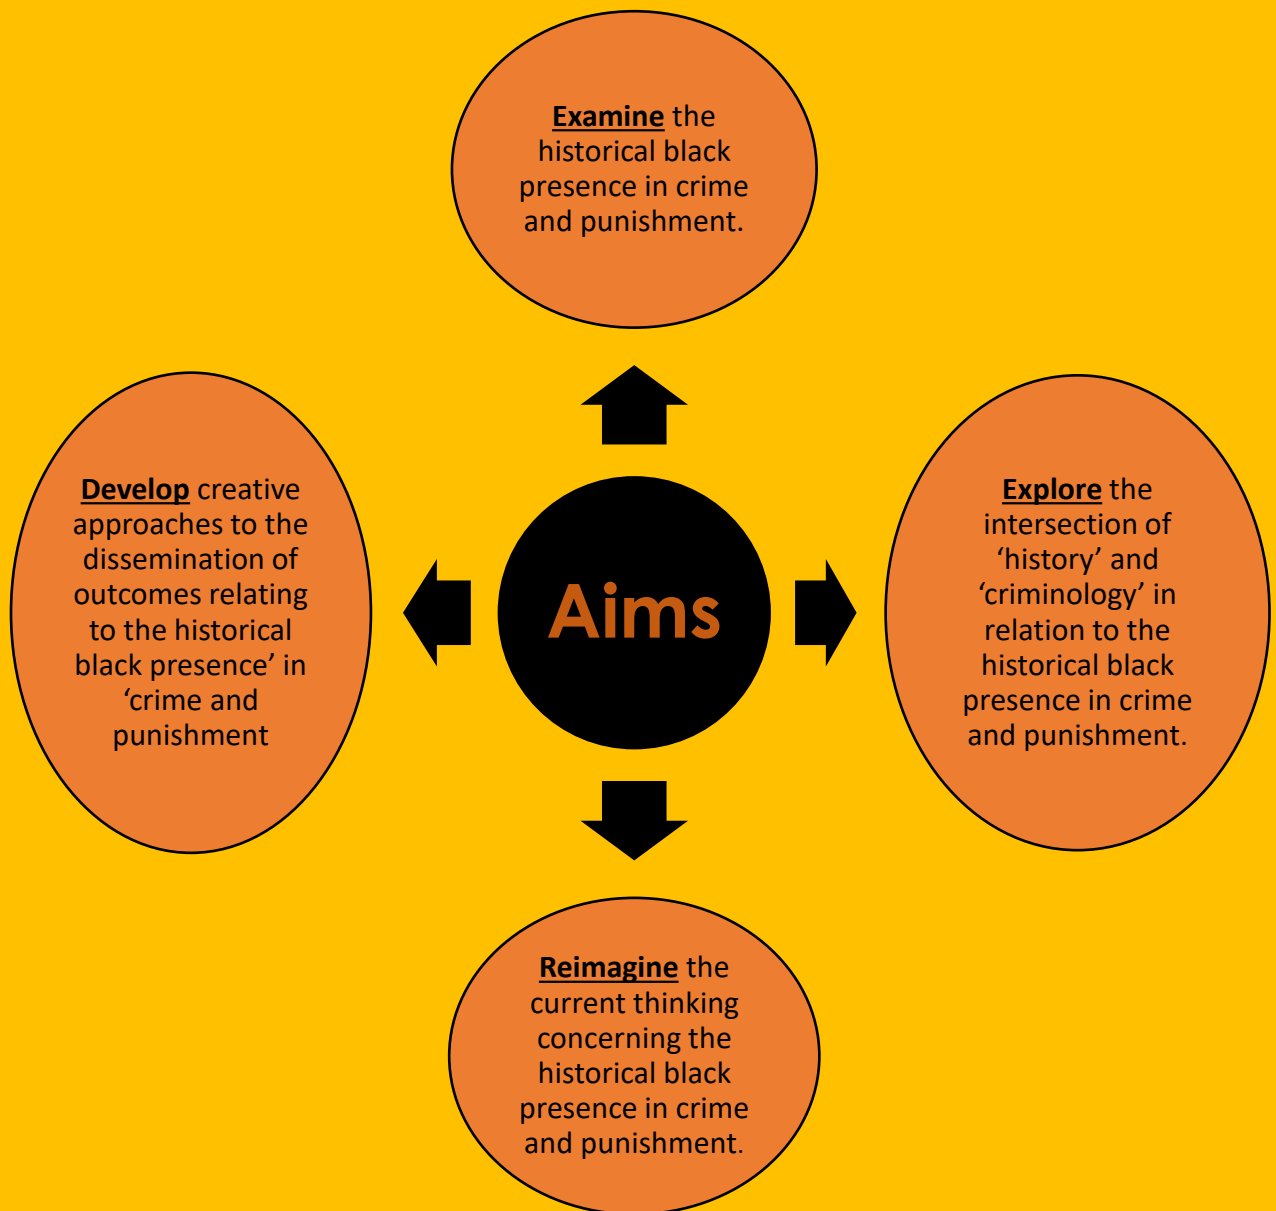 Examine the
historical black
presence in crime
and punishment.
Develop creative
approaches to the
dissemination of
outcomes relating
to the historical
black presence’ in
‘crime and
punishment
Aims
Explore the
intersection of
‘history’ and
‘criminology’ in
relation to the
historical black
presence in crime
and punishment.
Reimagine the
current thinking
concerning the
historical black
presence in crime
and punishment.